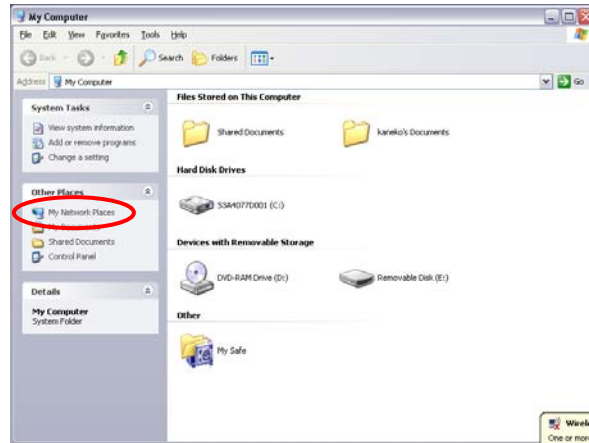 My Computer
File Edit View Favorites Tools Help
Back Search Folders
Address My Computer Go
System Tasks
View system information
Add or remove programs
Change a setting
Other Places
My Network Places
My Documents
Shared Documents
Control Panel
Details
My Computer
System Folder
Files Stored on This Computer
Shared Documents kaneko's Documents
Hard Disk Drives
S3A4077D001 (C:)
Devices with Removable Storage
DVD-RAM Drive (D:) Removable Disk (E:)
Other
My Safe
Wirel
One or mor